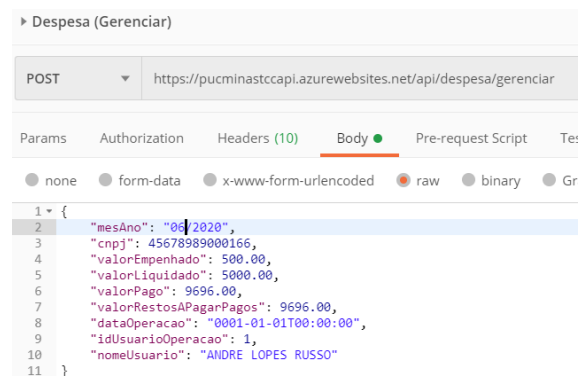 Despesa (Gerenciar)
POST https://pucminastccapi.azurewebsites.net/api/despesa/gerenciar
Params Authorization Headers (10) Body Pre-request Script Tes
none form-data x-www-form-urlencoded raw binary Gr
1 {
2 "mesAno": "06/2020",
3 "cnpj": 45678989000166,
4 "valorEmpenhado": 500.00,
5 "valorLiquidado": 5000.00,
6 "valorPago": 9696.00,
7 "valorRestosAPagarPagos": 9696.00,
8 "dataOperacao": "0001-01-01T00:00:00",
9 "idUsuarioOperacao": 1,
10 "nomeUsuario": "ANDRE LOPES RUSSO"
11 }